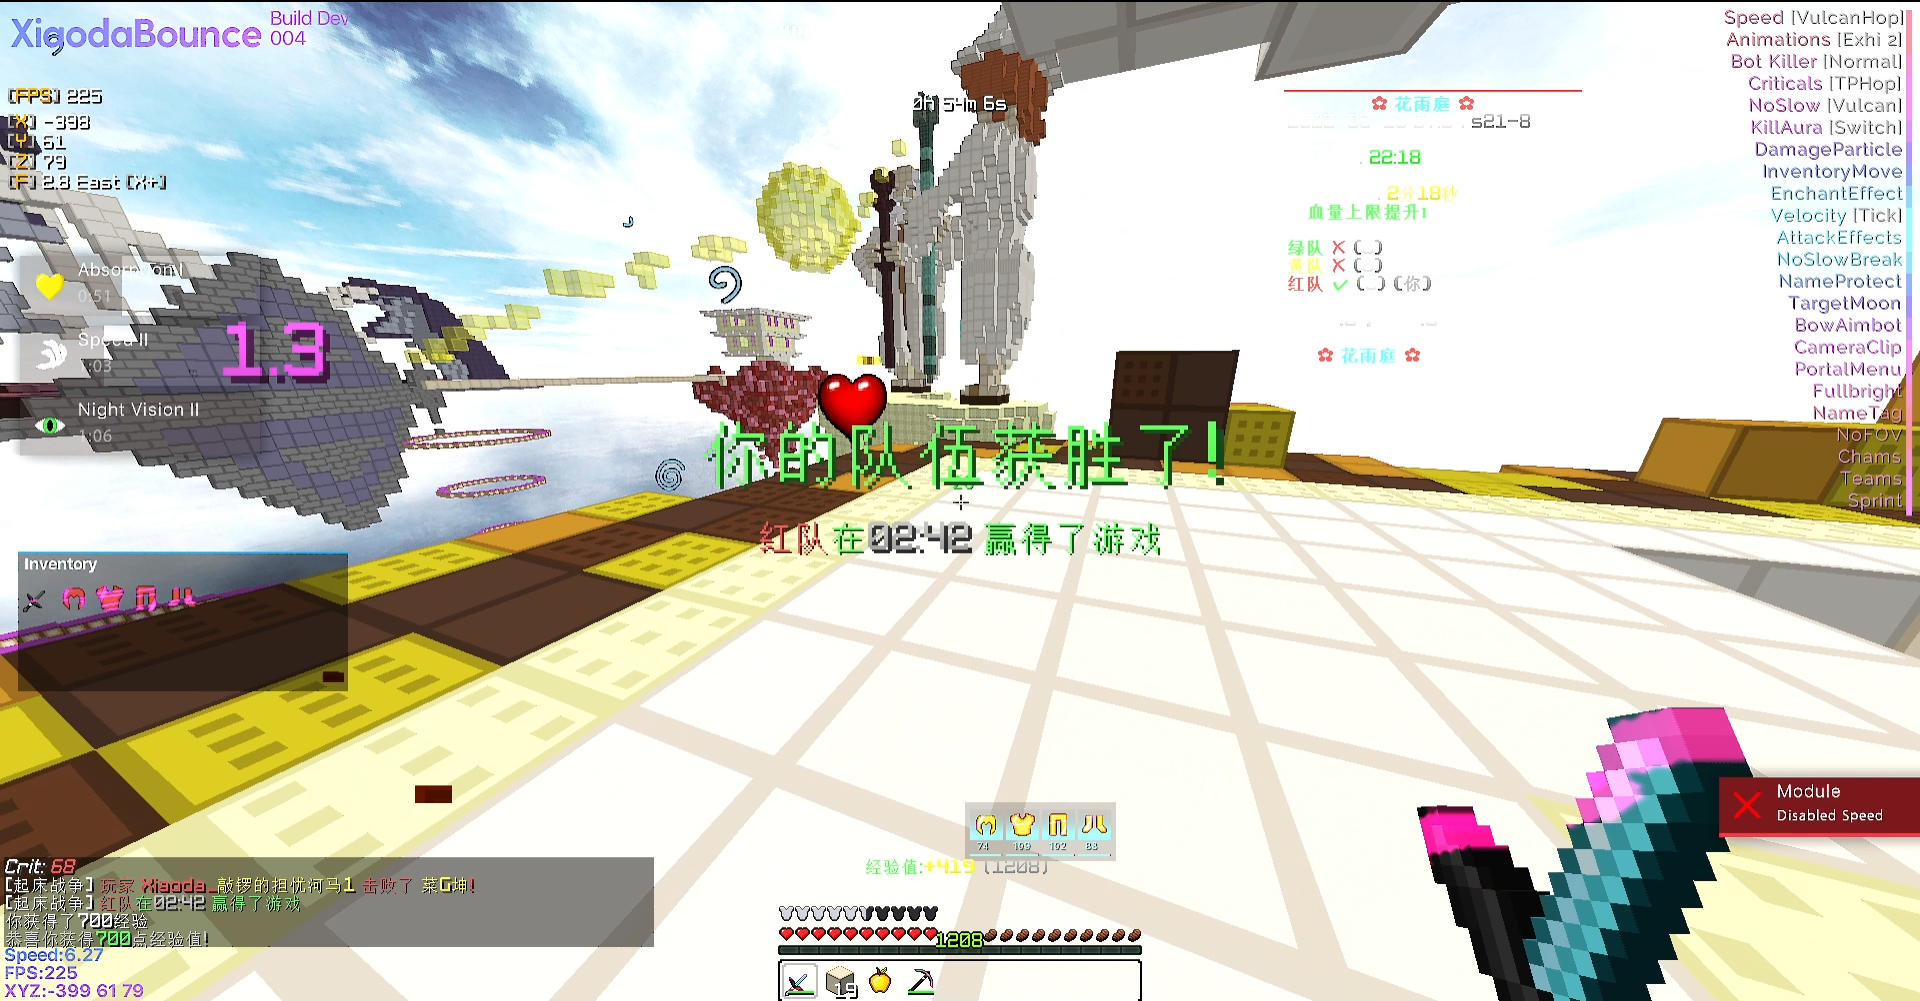 XigodaBounce Build Dev
004
[FPS] 225
[X] -398
[Y] 61
[Z] 79
[F] 2.8 East [X+]
0h 54m 6s
Absorption I
0:51
Speed II
1:03
Night Vision II
1:06
1.3
Inventory
✿ 花雨庭 ✿
s21-8
22:18
2分18秒
血量上限提升I
绿队 ✕ [_]
黄队 ✕ [_]
红队 ✓ [_] [你]
✿ 花雨庭 ✿
Speed [VulcanHop]
Animations [Exhi 2]
Bot Killer [Normal]
Criticals [TPHop]
NoSlow [Vulcan]
KillAura [Switch]
DamageParticle
InventoryMove
EnchantEffect
Velocity [Tick]
AttackEffects
NoSlowBreak
NameProtect
TargetMoon
BowAimbot
CameraClip
PortalMenu
Fullbright
NameTag
NoFOV
Chams
Teams
Sprint
你的队伍获胜了!
红队在02:42 赢得了游戏
Module
Disabled Speed
74 109 102 88
经验值:+419 (1208)
1208
19
Crit: 68
[起床战争] 玩家 Xiaoda_敲锣的担忧河马1 击败了 菜G坤!
[起床战争] 红队在02:42 赢得了游戏
你获得了700经验
恭喜你获得700点经验值!
Speed:6.27
FPS:225
XYZ:-399 61 79